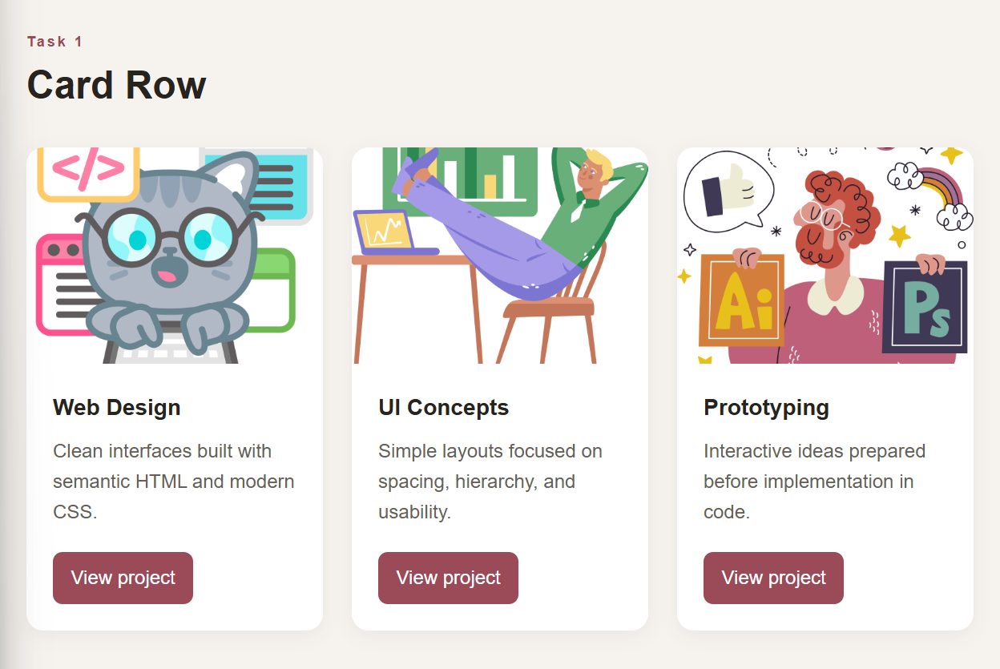 Task 1
Card Row
</>
Ai
Ps
Web Design
Clean interfaces built with
semantic HTML and modern
CSS.
View project
UI Concepts
Simple layouts focused on
spacing, hierarchy, and
usability.
View project
Prototyping
Interactive ideas prepared
before implementation in
code.
View project